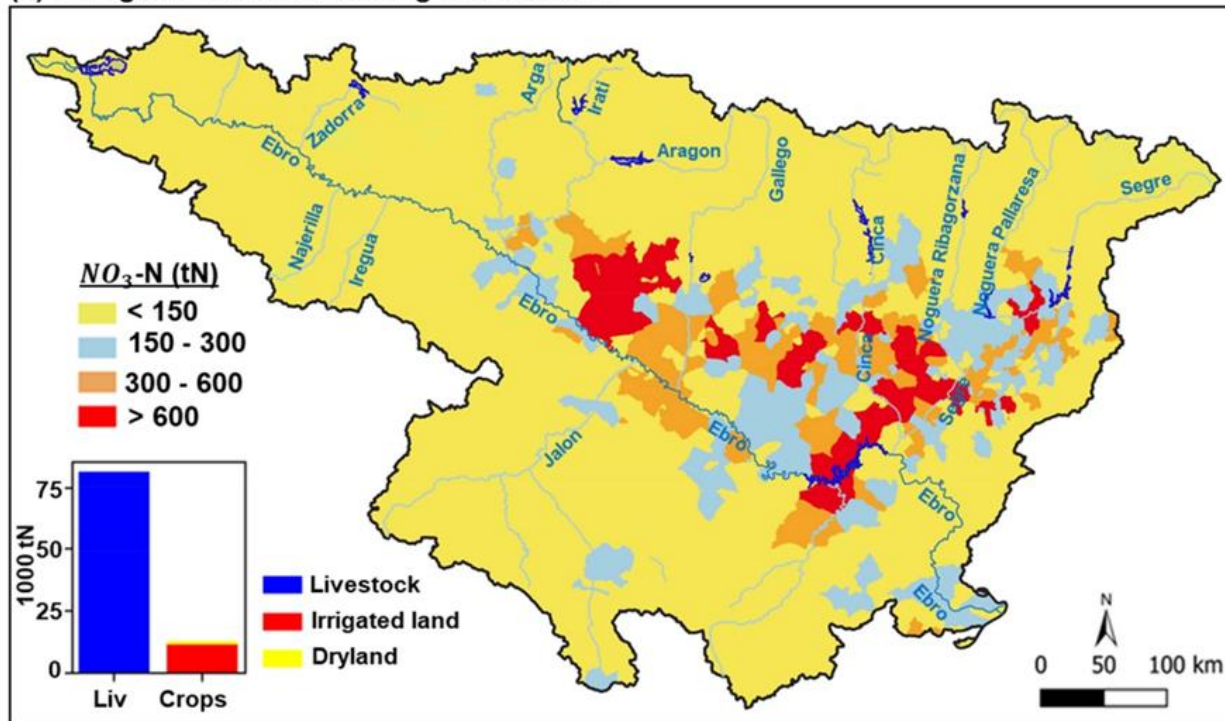 Arga
Irati
Zadorra
Ebro
Aragon
Gallego
Cinca
Noguera Ribagorzana
Noguera Pallaresa
Segre
Najerilla
Iregua
NO₃-N (tN)
< 150
150 - 300
300 - 600
> 600
Ebro
Cinca
Segre
Ebro
Jalon
Ebro
Ebro
1000 tN
75
50
25
0
Liv
Crops
Livestock
Irrigated land
Dryland
N
0 50 100 km